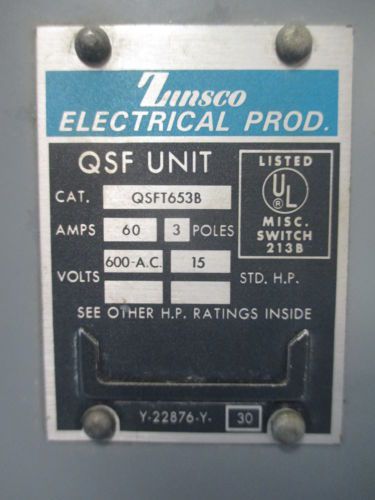 Zinsco
ELECTRICAL PROD.
QSF UNIT
CAT. QSFT653B
AMPS 60 3 POLES
600-A.C. 15
VOLTS STD. H.P.
LISTED
UL
®
MISC.
SWITCH
213B
SEE OTHER H.P. RATINGS INSIDE
Y-22876-Y- 30